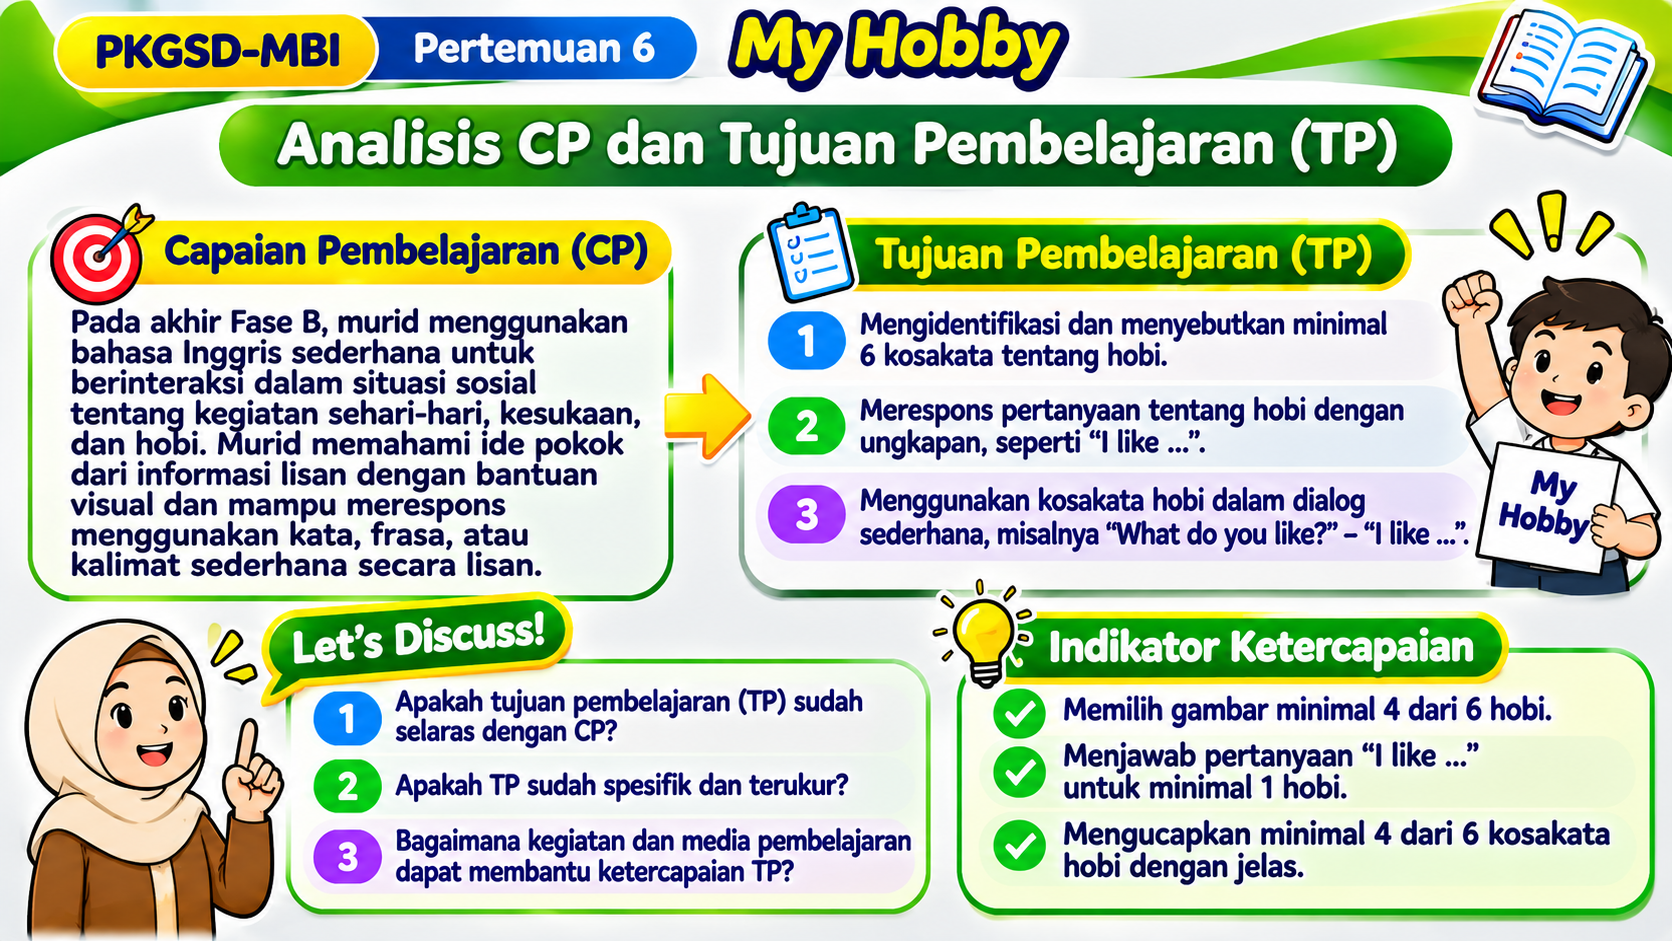 PKGSD-MBI
Pertemuan 6
My Hobby
Analisis CP dan Tujuan Pembelajaran (TP)
Capaian Pembelajaran (CP)
Pada akhir Fase B, murid menggunakan
bahasa Inggris sederhana untuk
berinteraksi dalam situasi sosial
tentang kegiatan sehari-hari, kesukaan,
dan hobi. Murid memahami ide pokok
dari informasi lisan dengan bantuan
visual dan mampu merespons
menggunakan kata, frasa, atau
kalimat sederhana secara lisan.
Tujuan Pembelajaran (TP)
1
Mengidentifikasi dan menyebutkan minimal
6 kosakata tentang hobi.
2
Merespons pertanyaan tentang hobi dengan
ungkapan, seperti “I like ...”.
3
Menggunakan kosakata hobi dalam dialog
sederhana, misalnya “What do you like?” – “I like ...”.
My
Hobby
Let's Discuss!
1
Apakah tujuan pembelajaran (TP) sudah
selaras dengan CP?
2
Apakah TP sudah spesifik dan terukur?
3
Bagaimana kegiatan dan media pembelajaran
dapat membantu ketercapaian TP?
Indikator Ketercapaian
Memilih gambar minimal 4 dari 6 hobi.
Menjawab pertanyaan “I like ...”
untuk minimal 1 hobi.
Mengucapkan minimal 4 dari 6 kosakata
hobi dengan jelas.